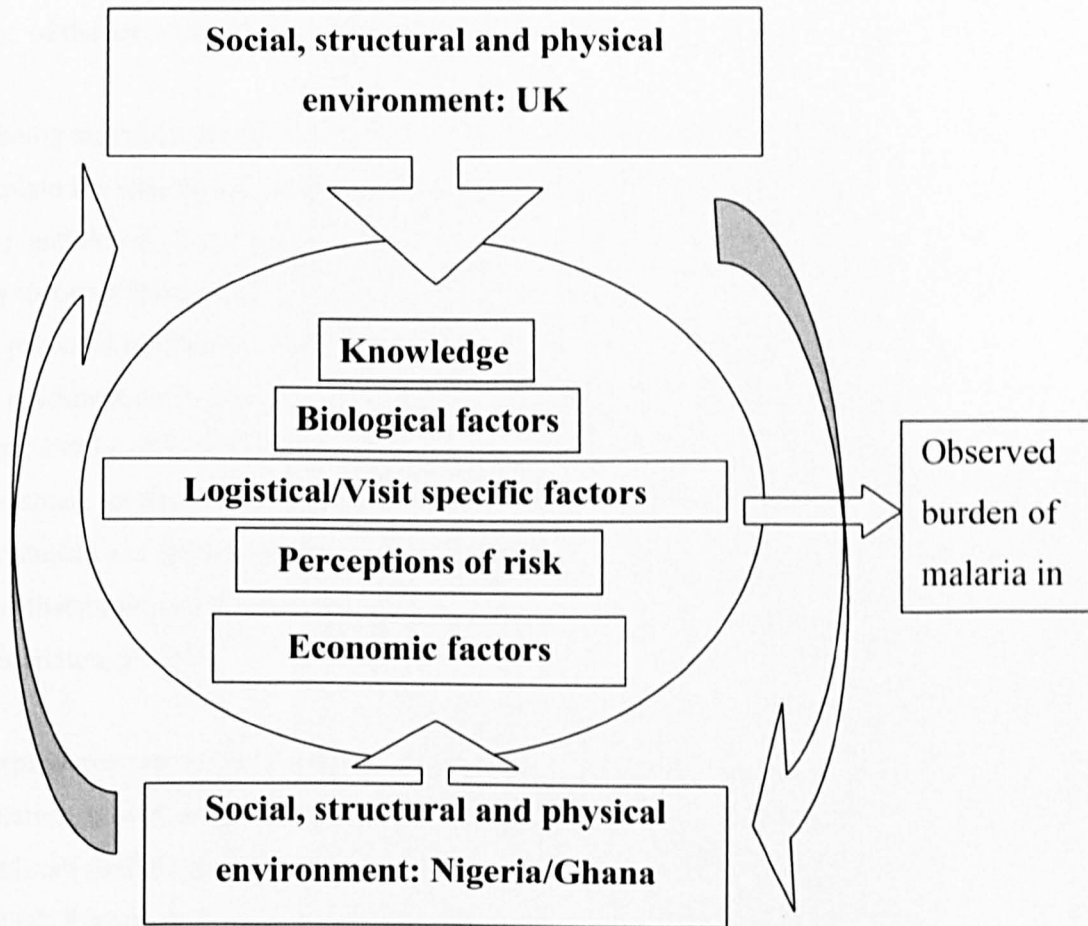 Social, structural and physical
environment: UK
Knowledge
Biological factors
Logistical/Visit specific factors
Perceptions of risk
Economic factors
Observed
burden of
malaria in
Social, structural and physical
environment: Nigeria/Ghana